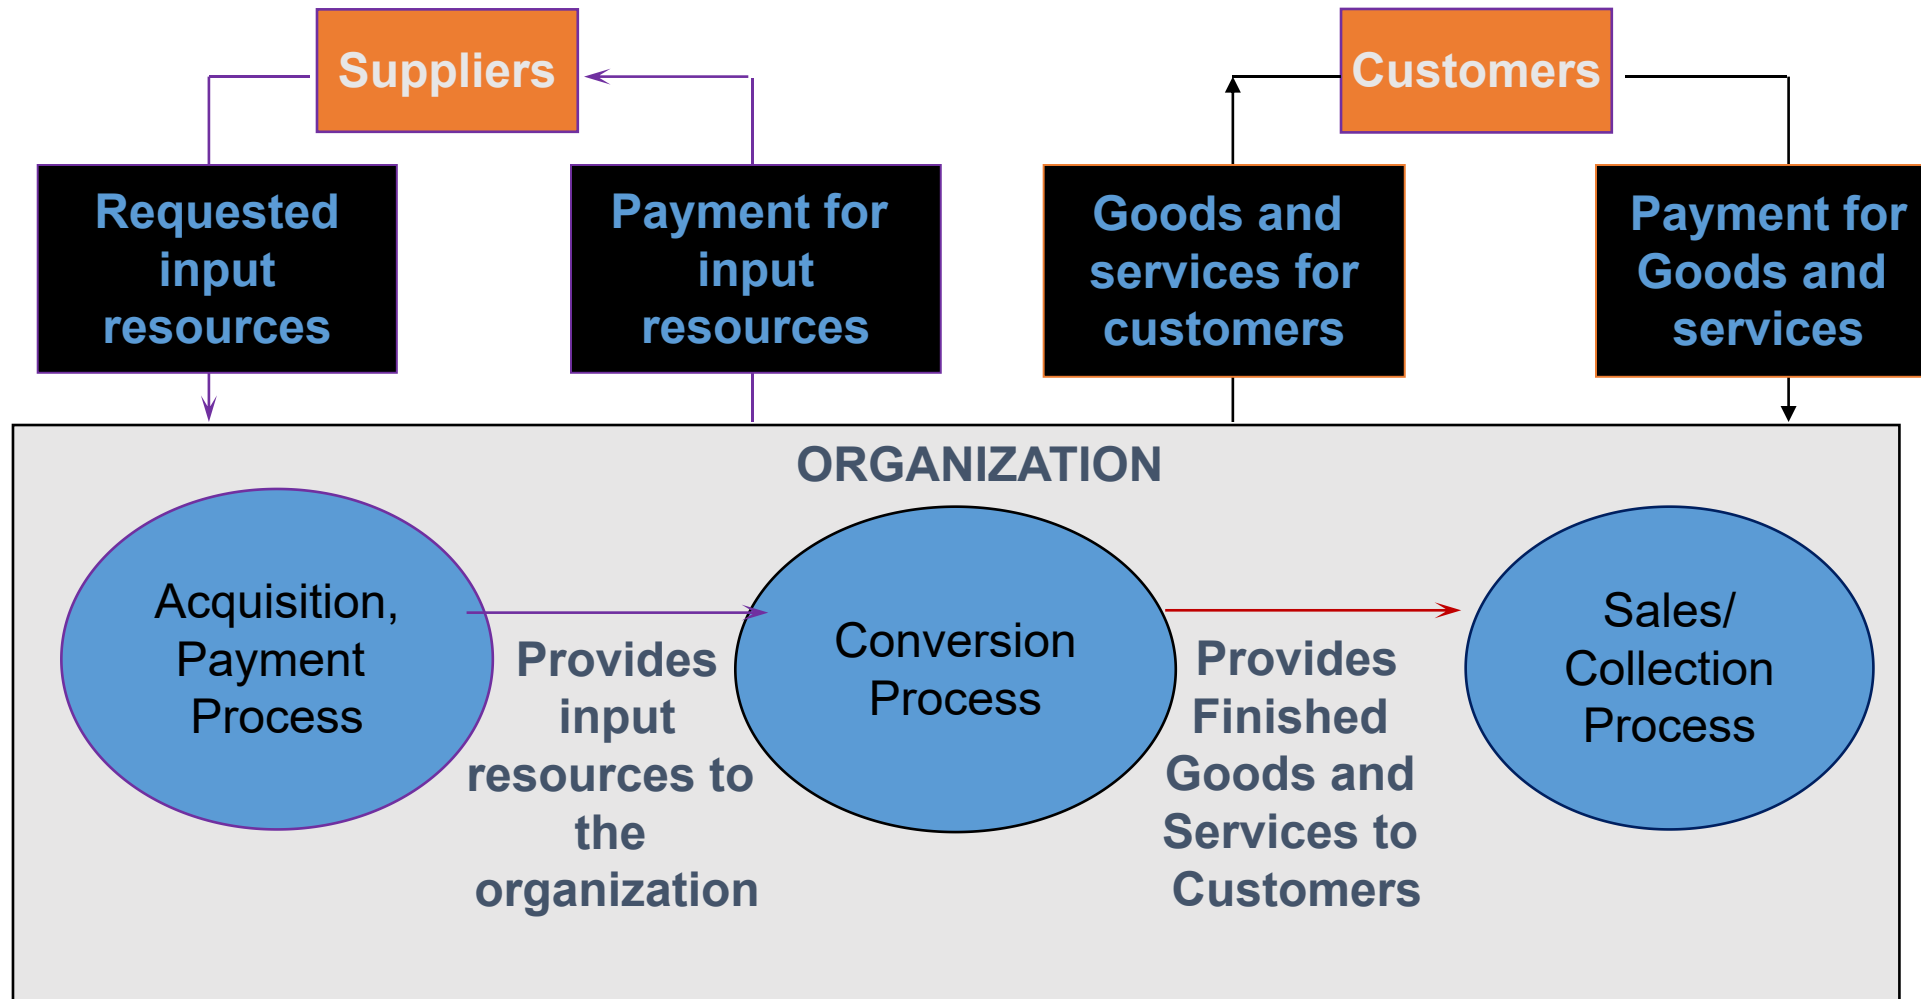 Suppliers
Customers
Requested
input
resources
Payment for
input
resources
Goods and
services for
customers
Payment for
Goods and
services
ORGANIZATION
Acquisition,
Payment
Process
Provides
input
resources to
the
organization
Conversion
Process
Provides
Finished
Goods and
Services to
Customers
Sales/
Collection
Process